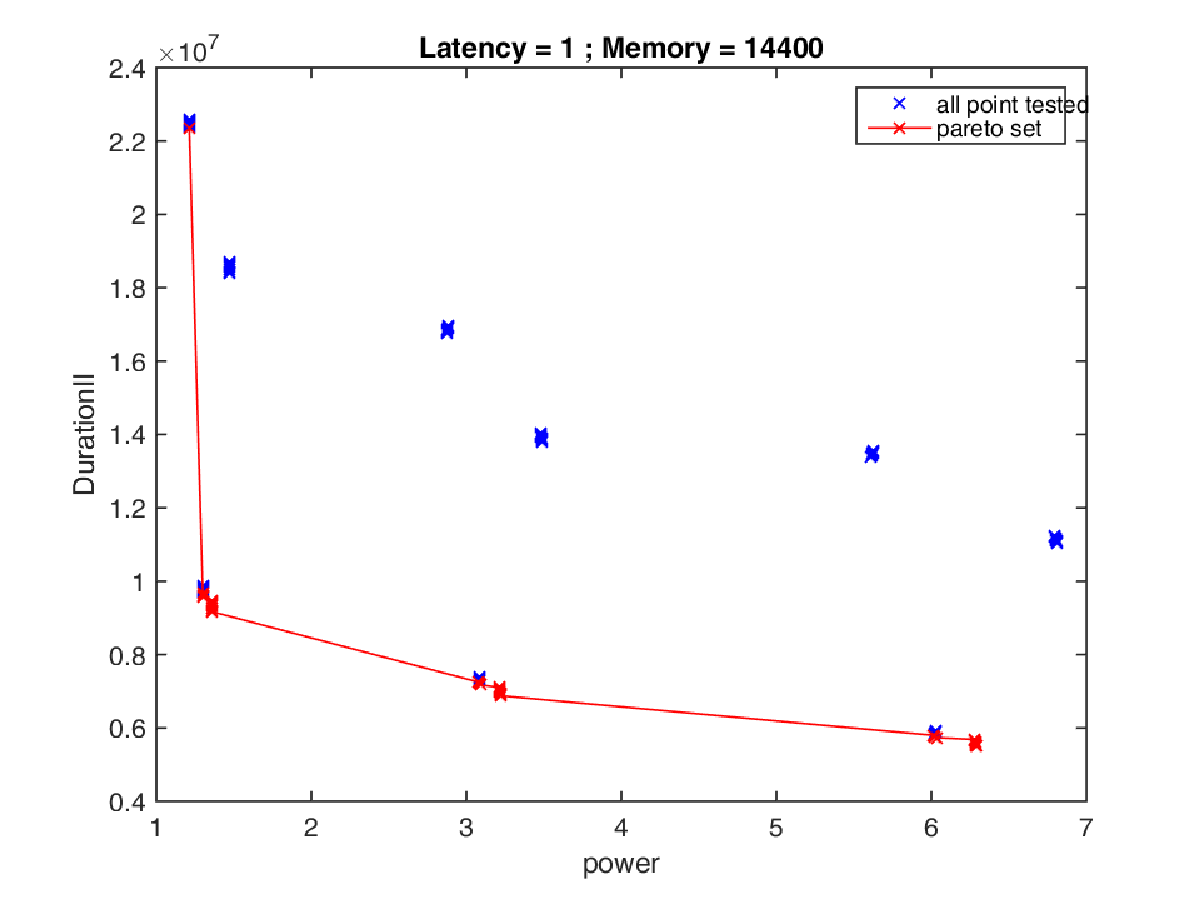 Latency = 1 ; Memory = 14400
×10^7
2.4
2.2
2
1.8
1.6
1.4
1.2
1
0.8
0.6
0.4
DurationII
all point tested
pareto set
1 2 3 4 5 6 7
power